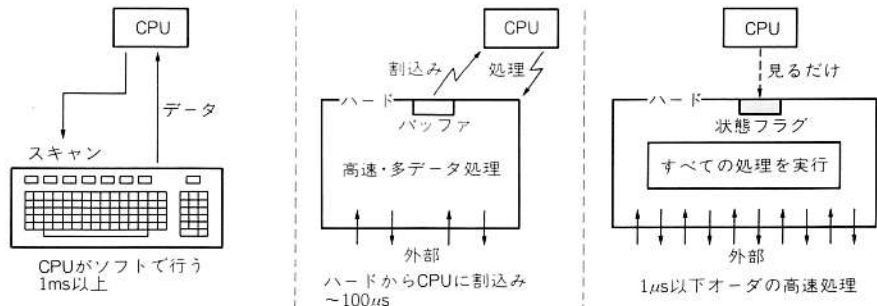 CPU
データ
スキャン
CPUがソフトで行う
1ms以上
CPU
割込み
処理
ハード
バッファ
高速・多データ処理
外部
ハードからCPUに割込み
~100μs
CPU
見るだけ
ハード
状態フラグ
すべての処理を実行
外部
1μs以下オーダの高速処理